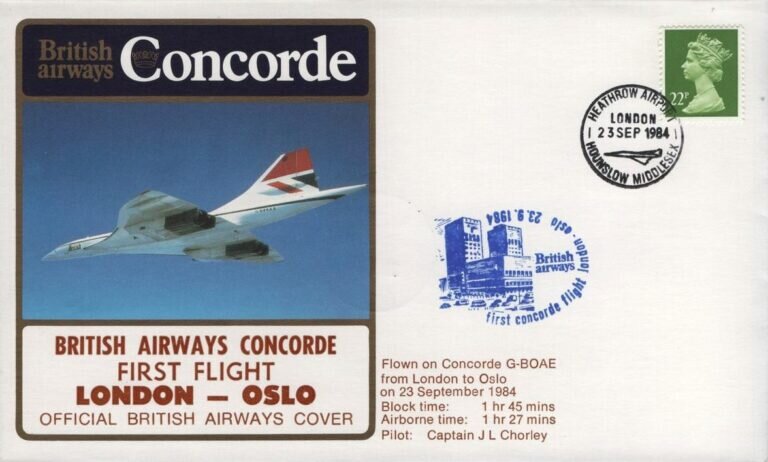 British
airways
Concorde
BRITISH AIRWAYS CONCORDE
FIRST FLIGHT
LONDON — OSLO
OFFICIAL BRITISH AIRWAYS COVER
22P
HEATHROW AIRPORT
LONDON
23 SEP 1984
HOUNSLOW MIDDLESEX
first concorde flight london-oslo 23.9.1984
British
airways
Flown on Concorde G-BOAE
from London to Oslo
on 23 September 1984
Block time: 1 hr 45 mins
Airborne time: 1 hr 27 mins
Pilot: Captain J L Chorley